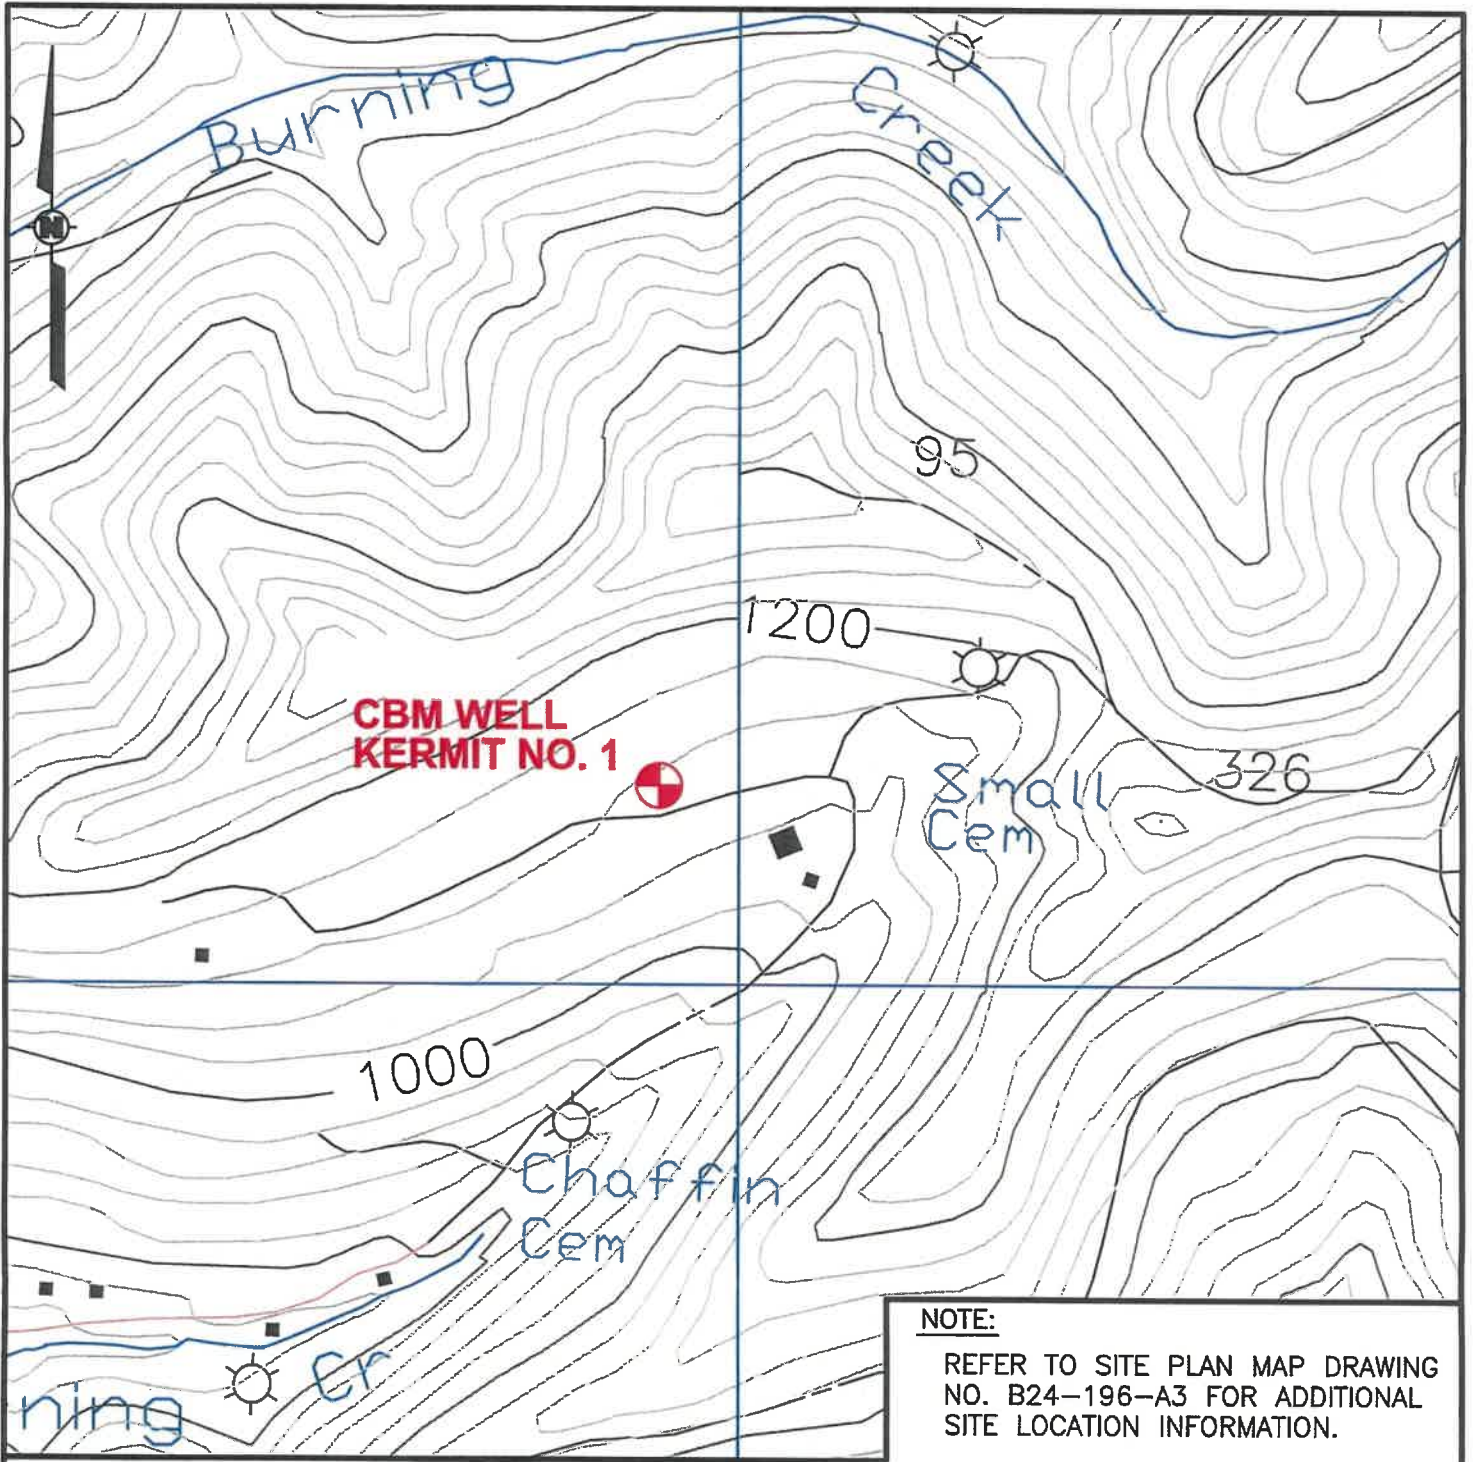 Burning
Creek
N
95
1200
CBM WELL
KERMIT NO. 1
326
Small
Cem
1000
Chaffin
Cem
Cr
ning
NOTE:
REFER TO SITE PLAN MAP DRAWING
NO. B24-196-A3 FOR ADDITIONAL
SITE LOCATION INFORMATION.